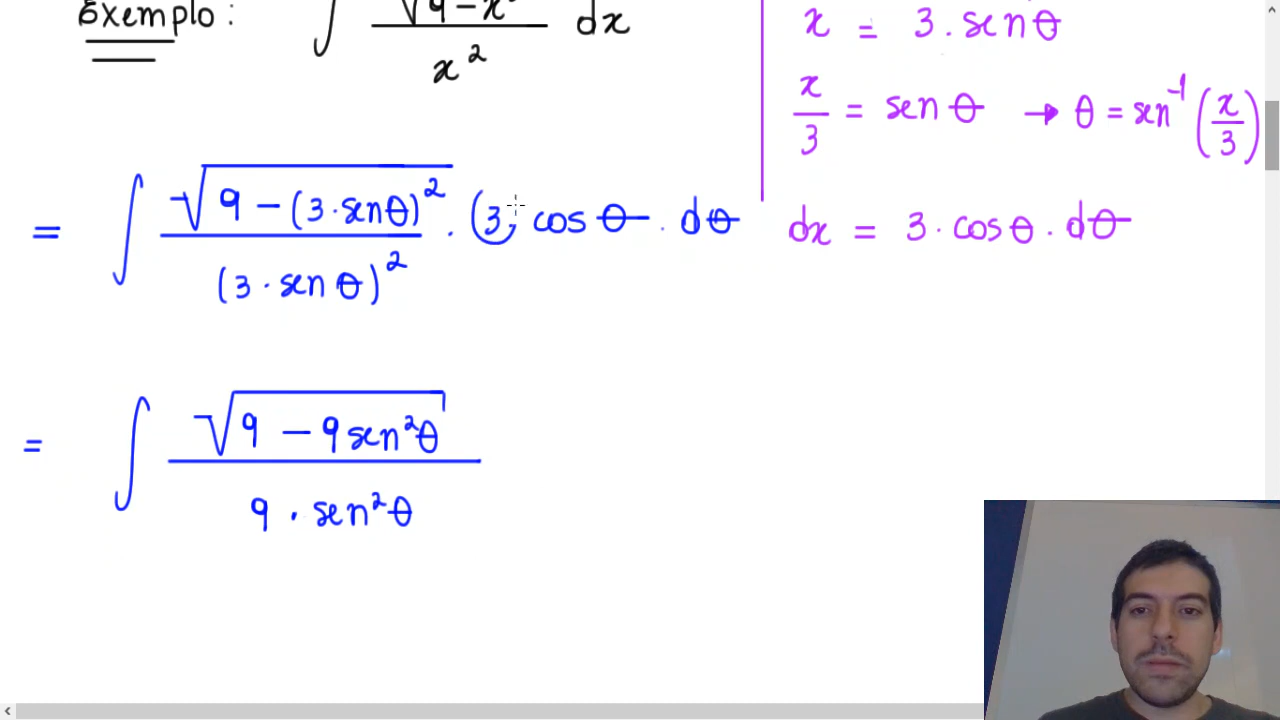 Exemplo: ∫ √(9 − x²) / x² dx
x = 3 . sen θ
x/3 = sen θ → θ = sen⁻¹ (x/3)
= ∫ √(9 − (3 · sen θ)²) / (3 · sen θ)² . (3) cos θ . dθ
dx = 3 · cos θ . dθ
= ∫ √(9 − 9 sen²θ) / 9 . sen²θ